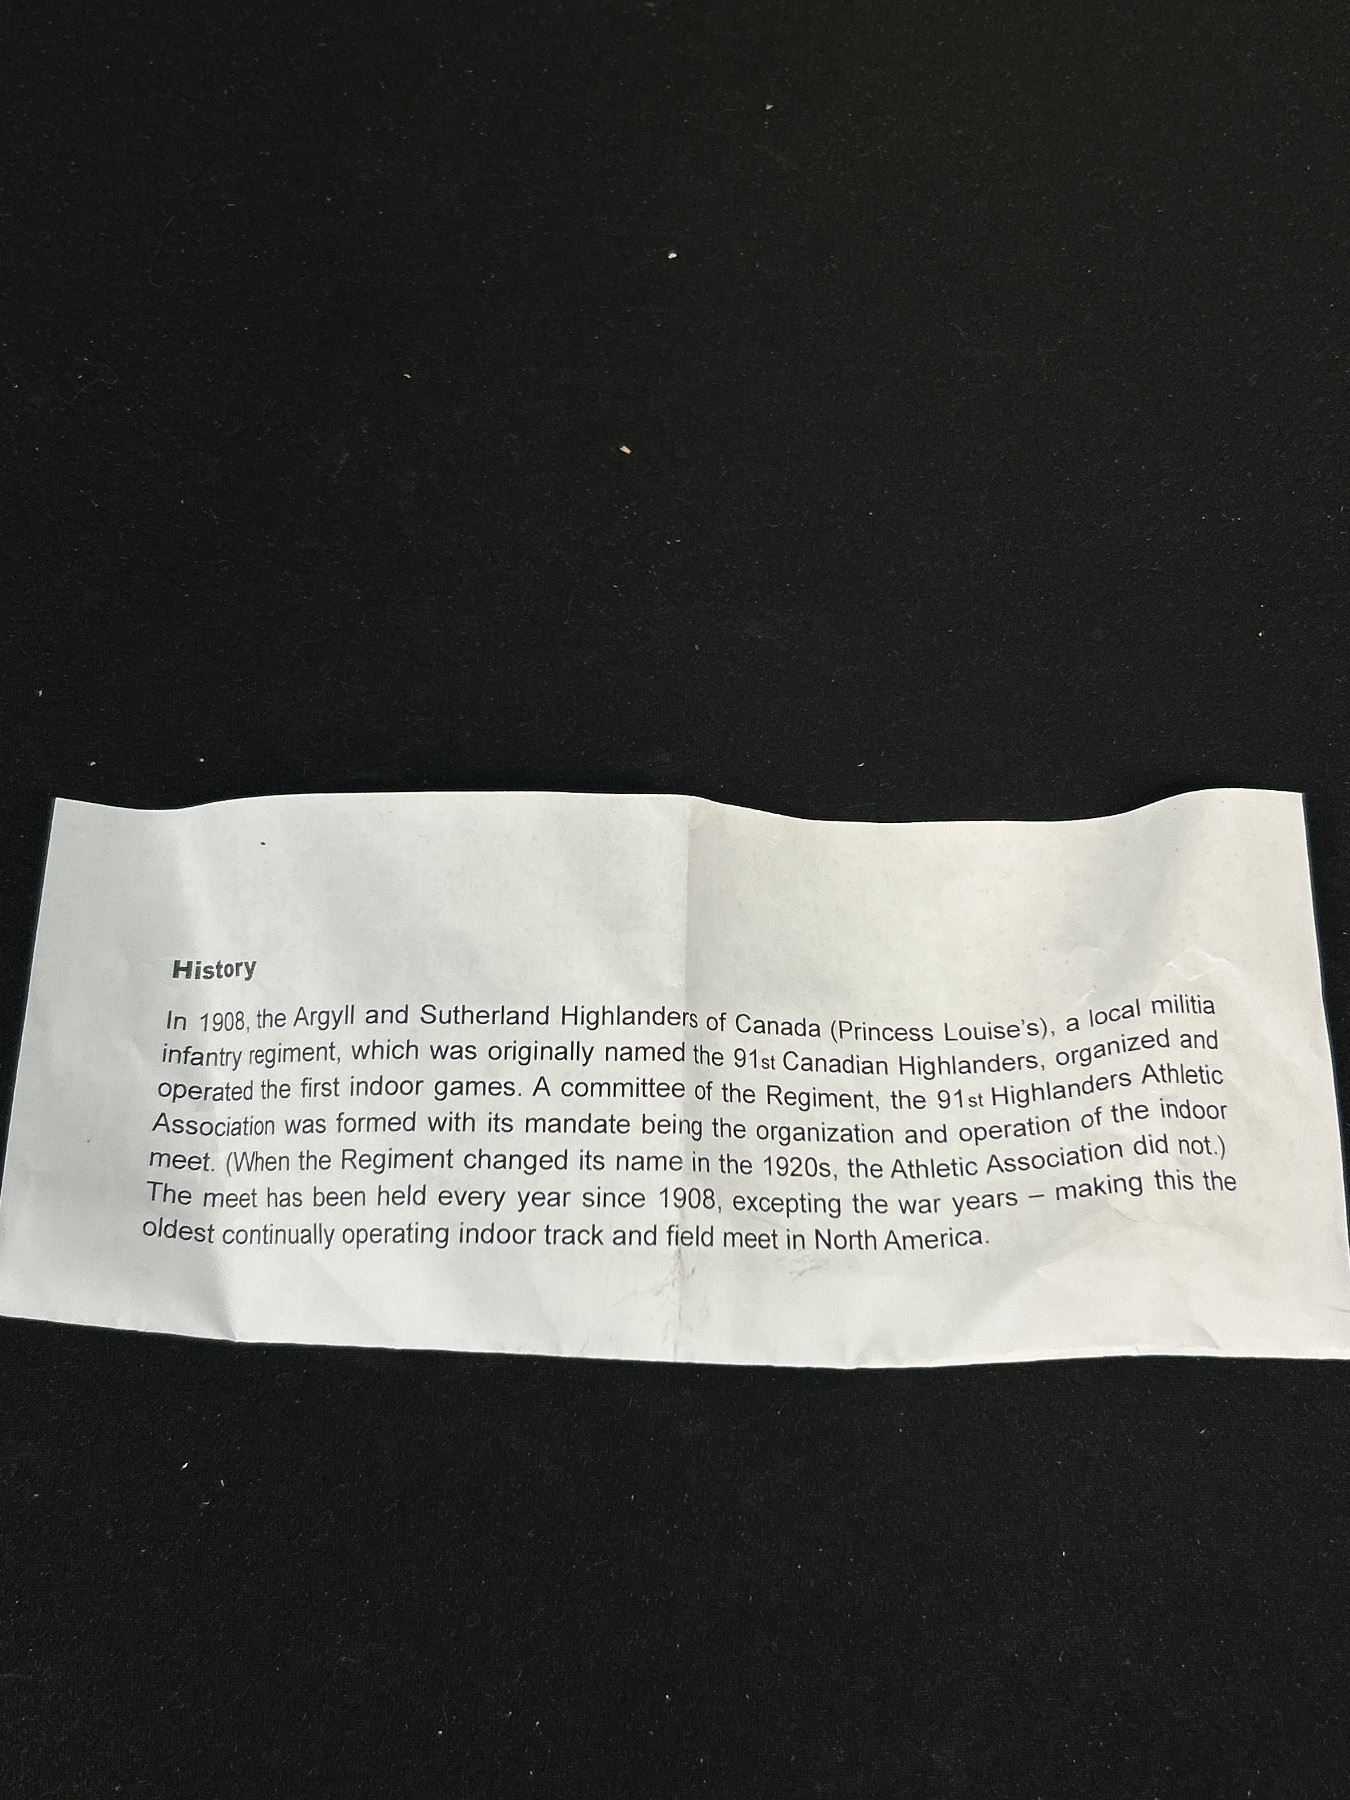 History
In 1908, the Argyll and Sutherland Highlanders of Canada (Princess Louise's), a local militia
infantry regiment, which was originally named the 91st Canadian Highlanders, organized and
operated the first indoor games. A committee of the Regiment, the 91st Highlanders Athletic
Association was formed with its mandate being the organization and operation of the indoor
meet. (When the Regiment changed its name in the 1920s, the Athletic Association did not.)
The meet has been held every year since 1908, excepting the war years – making this the
oldest continually operating indoor track and field meet in North America.